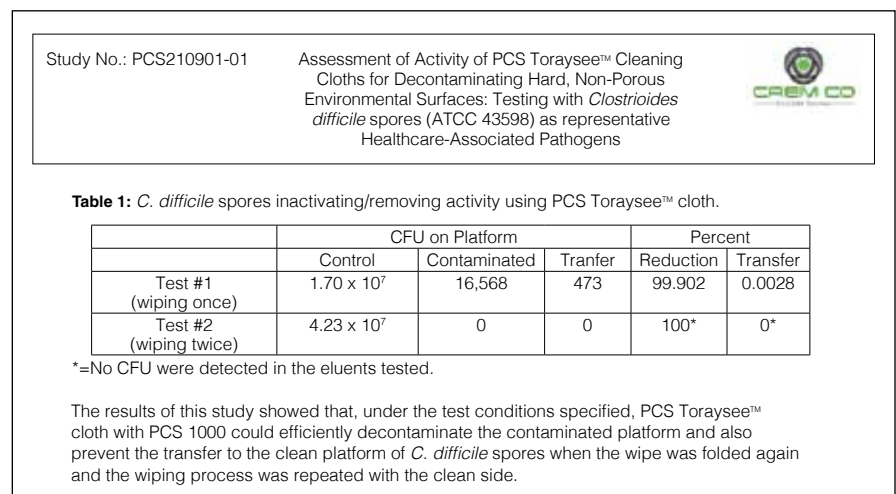 Study No.: PCS210901-01
Assessment of Activity of PCS Toraysee™ Cleaning
Cloths for Decontaminating Hard, Non-Porous
Environmental Surfaces: Testing with Clostrioides
difficile spores (ATCC 43598) as representative
Healthcare-Associated Pathogens
CREM CO
Table 1: C. difficile spores inactivating/removing activity using PCS Toraysee™ cloth.
CFU on Platform Percent
Control Contaminated Tranfer Reduction Transfer
Test #1 1.70 x 10⁷ 16,568 473 99.902 0.0028
(wiping once)
Test #2 4.23 x 10⁷ 0 0 100* 0*
(wiping twice)
*=No CFU were detected in the eluents tested.
The results of this study showed that, under the test conditions specified, PCS Toraysee™
cloth with PCS 1000 could efficiently decontaminate the contaminated platform and also
prevent the transfer to the clean platform of C. difficile spores when the wipe was folded again
and the wiping process was repeated with the clean side.